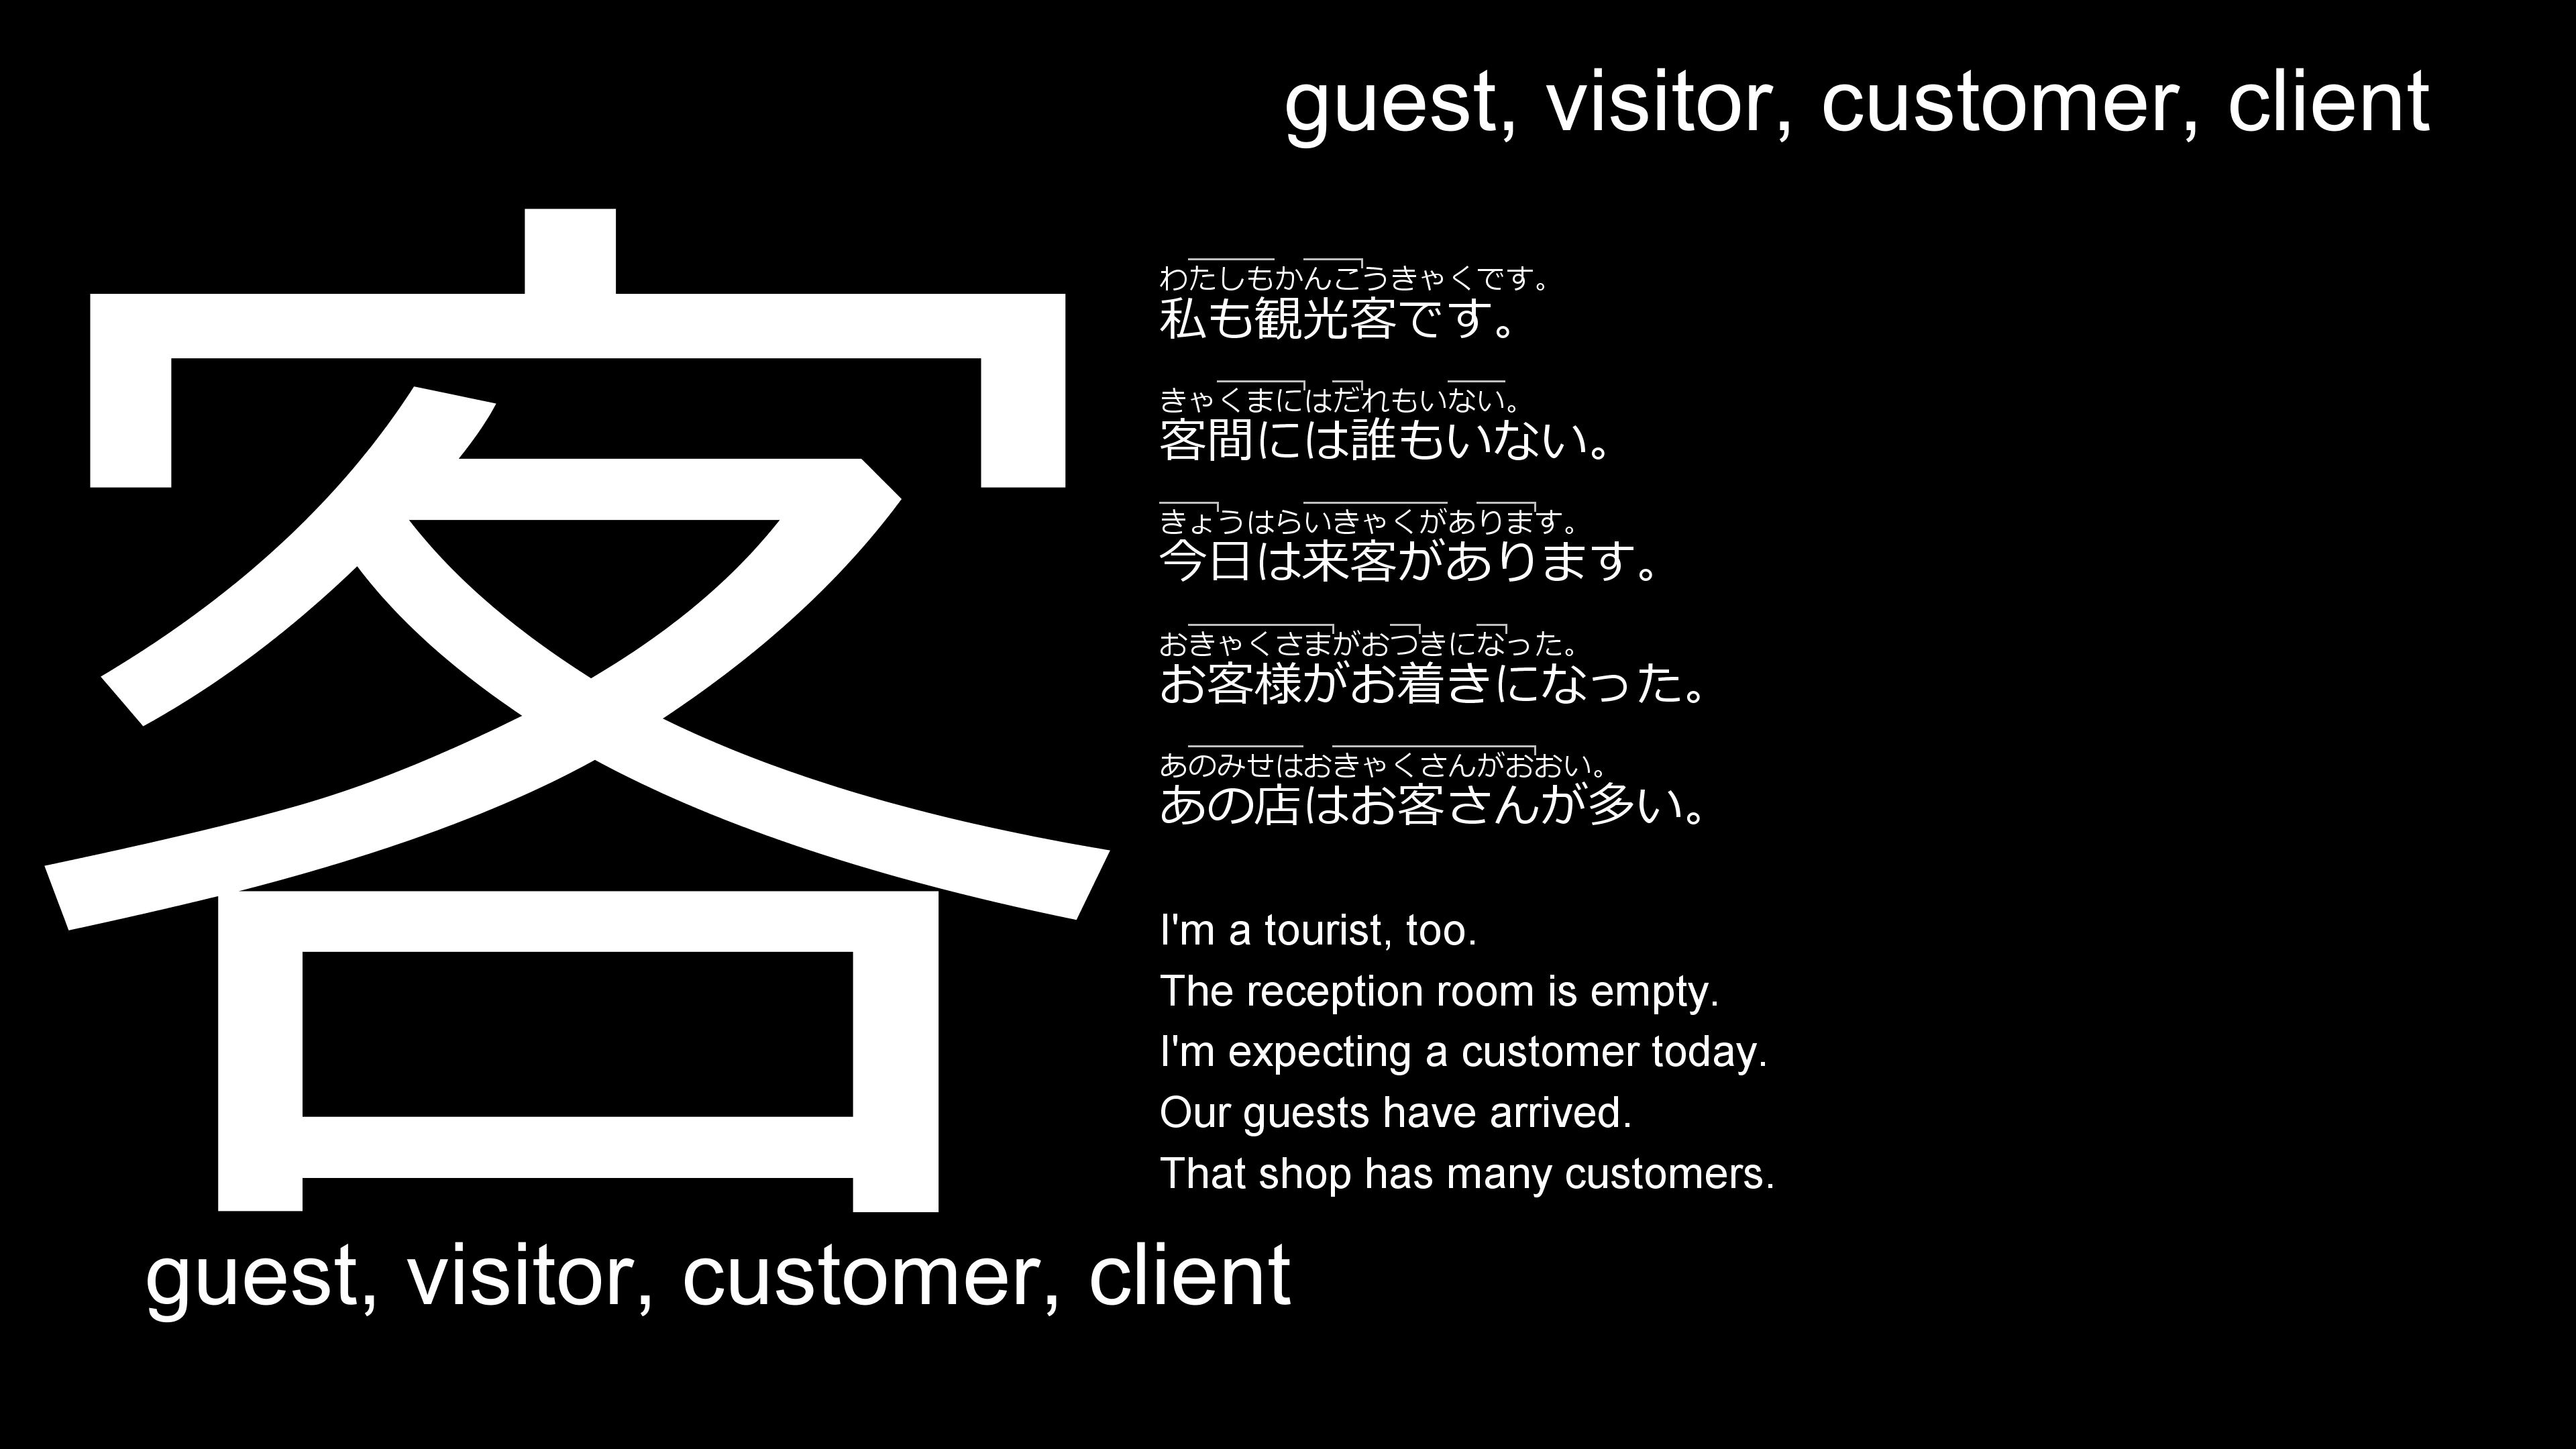 guest, visitor, customer, client
客
わたしもかんこうきゃくです。
私も観光客です。
きゃくまにはだれもいない。
客間には誰もいない。
きょうはらいきゃくがあります。
今日は来客があります。
おきゃくさまがおつきになった。
お客様がお着きになった。
あのみせはおきゃくさんがおおい。
あの店はお客さんが多い。
I'm a tourist, too.
The reception room is empty.
I'm expecting a customer today.
Our guests have arrived.
That shop has many customers.
guest, visitor, customer, client